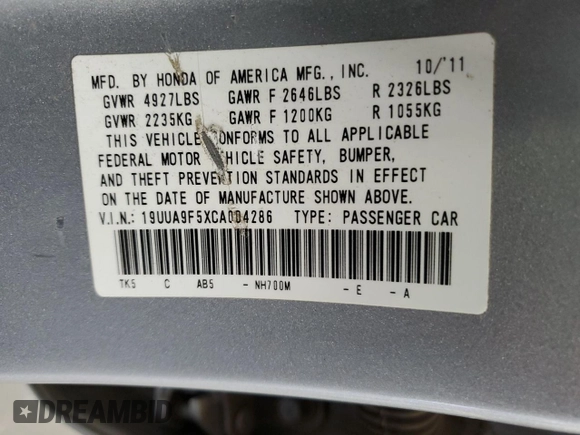 MFD. BY HONDA OF AMERICA MFG., INC. 10/'11
GVWR 4927LBS GAWR F 2646LBS R 2326LBS
GVWR 2235KG GAWR F 1200KG R 1055KG
THIS VEHICLE CONFORMS TO ALL APPLICABLE
FEDERAL MOTOR VEHICLE SAFETY, BUMPER,
AND THEFT PREVENTION STANDARDS IN EFFECT
ON THE DATE OF MANUFACTURE SHOWN ABOVE.
V.I.N.: 19UUA9F5XCA004286 TYPE: PASSENGER CAR
TK5 C AB5 - NH700M - E - A
DREAMBID